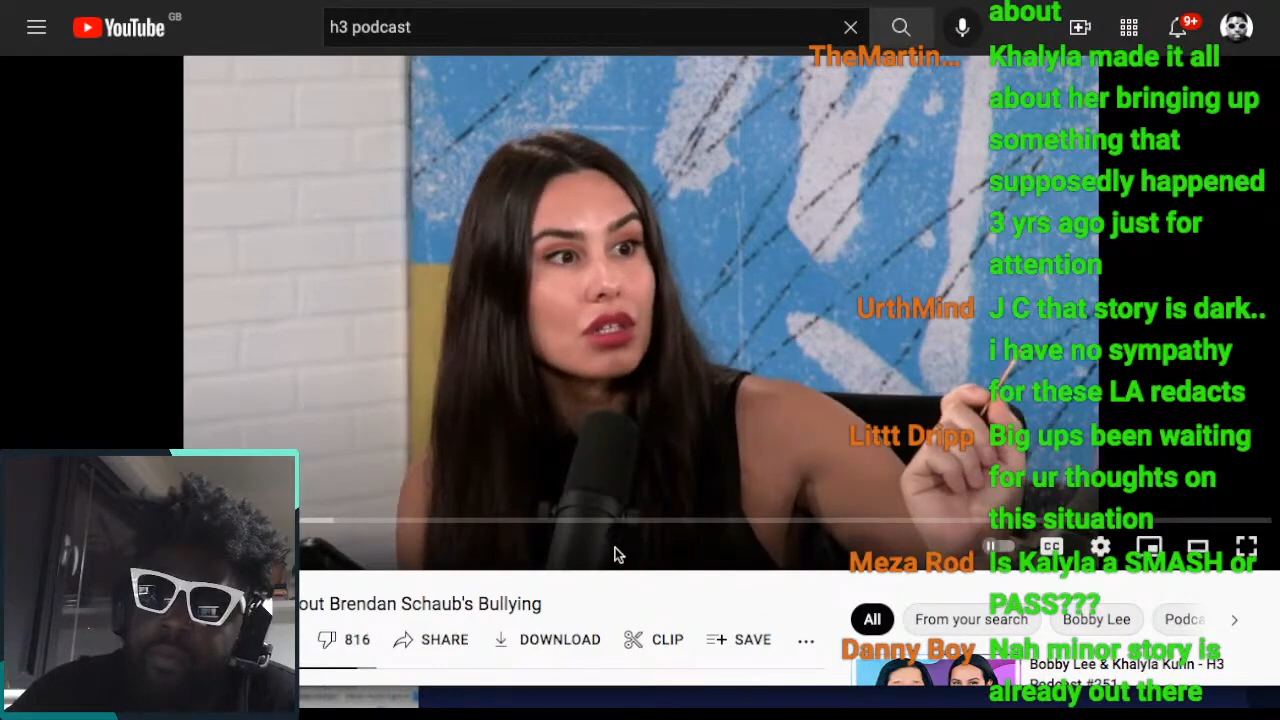 YouTube GB
h3 podcast
9+
about
TheMartin... Khalyla made it all
about her bringing up
something that
supposedly happened
3 yrs ago just for
attention
UrthMind J C that story is dark..
i have no sympathy
for these LA redacts
Littt Dripp Big ups been waiting
for ur thoughts on
this situation
CC
Meza Rod Is Kalyla a SMASH or
PASS???
Danny Boy Nah minor story is
already out there
out Brendan Schaub's Bullying
816 SHARE DOWNLOAD CLIP SAVE ...
All From your search Bobby Lee Podca
Bobby Lee & Khalyla Kuhn - H3
Podcast #251